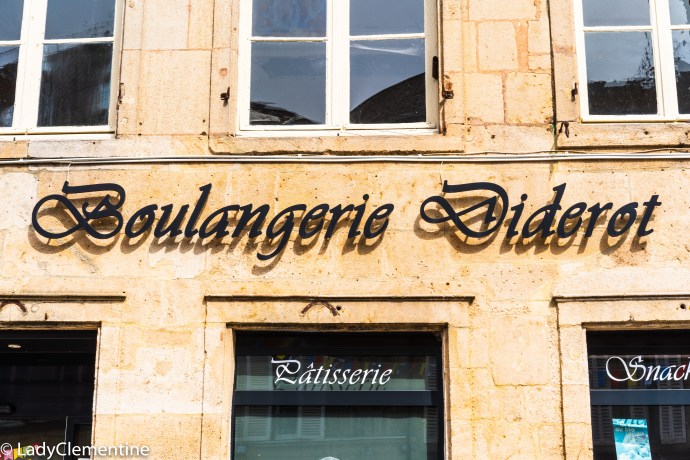 Boulangerie Diderot
Pâtisserie
Snack
© LadyClementine